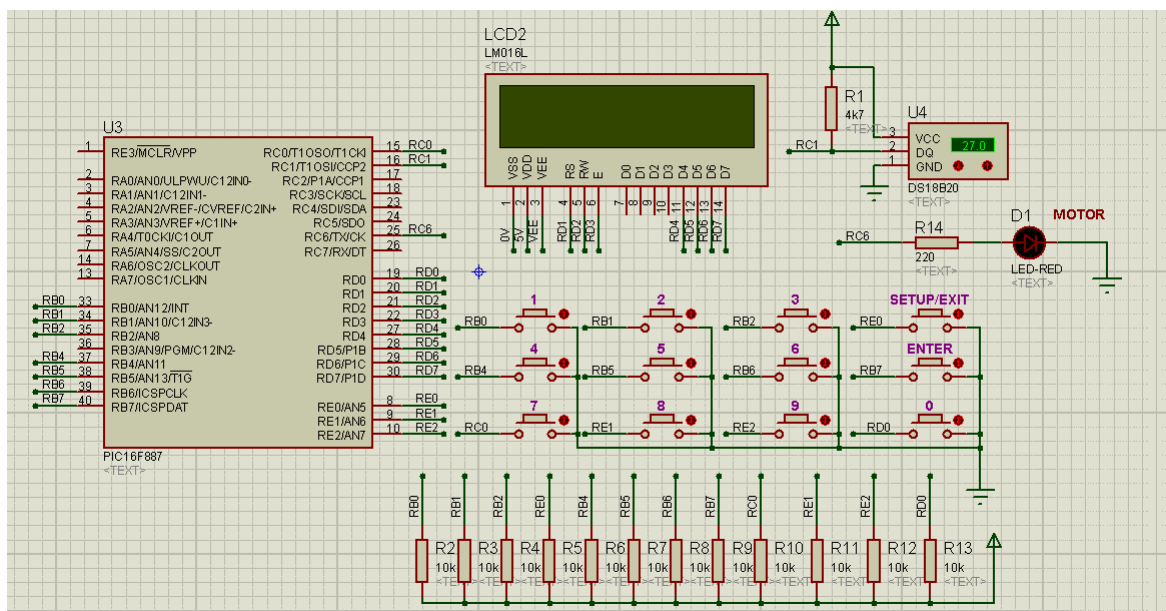 LCD2
LM016L
<TEXT>
VSS VDD VEE RS RW E D0 D1 D2 D3 D4 D5 D6 D7
1 2 3 4 5 6 7 8 9 10 11 12 13 14
0V 5V VEE RD1 RD2 RD3 RD4 RD5 RD6 RD7
U3
1 RE3/MCLR/VPP
2 RA0/AN0/ULPWU/C12IN0-
3 RA1/AN1/C12IN1-
4 RA2/AN2/VREF-/CVREF/C2IN+
5 RA3/AN3/VREF+/C1IN+
6 RA4/T0CKI/C1OUT
7 RA5/AN4/SS/C2OUT
14 RA6/OSC2/CLKOUT
13 RA7/OSC1/CLKIN
RB0 33 RB0/AN12/INT
RB1 34 RB1/AN10/C12IN3-
RB2 35 RB2/AN8
36 RB3/AN9/PGM/C12IN2-
RB4 37 RB4/AN11
RB5 38 RB5/AN13/T1G
RB6 39 RB6/ICSPCLK
RB7 40 RB7/ICSPDAT
RC0/T1OSO/T1CKI 15 RC0
RC1/T1OSI/CCP2 16 RC1
RC2/P1A/CCP1 17
RC3/SCK/SCL 18
RC4/SDI/SDA 23
RC5/SDO 24
RC6/TX/CK 25 RC6
RC7/RX/DT 26
RD0 19 RD0
RD1 20 RD1
RD2 21 RD2
RD3 22 RD3
RD4 27 RD4
RD5/P1B 28 RD5
RD6/P1C 29 RD6
RD7/P1D 30 RD7
RE0/AN5 8 RE0
RE1/AN6 9 RE1
RE2/AN7 10 RE2
PIC16F887
<TEXT>
R1
4k7
<TEXT>
RC1
U4
3 VCC
2 DQ
1 GND
27.0
DS18B20
<TEXT>
RC6
R14
220
<TEXT>
D1 MOTOR
LED-RED
<TEXT>
1 2 3 SETUP/EXIT
RB0 RB1 RB2 RE0
4 5 6 ENTER
RB4 RB5 RB6 RB7
7 8 9 0
RC0 RE1 RE2 RD0
RB0 RB1 RB2 RE0 RB4 RB5 RB6 RB7 RC0 RE1 RE2 RD0
R2 R3 R4 R5 R6 R7 R8 R9 R10 R11 R12 R13
10k 10k 10k 10k 10k 10k 10k 10k 10k 10k 10k 10k
<TEXT> <TEXT> <TEXT> <TEXT> <TEXT> <TEXT> <TEXT> <TEXT> <TEXT> <TEXT> <TEXT> <TEXT>